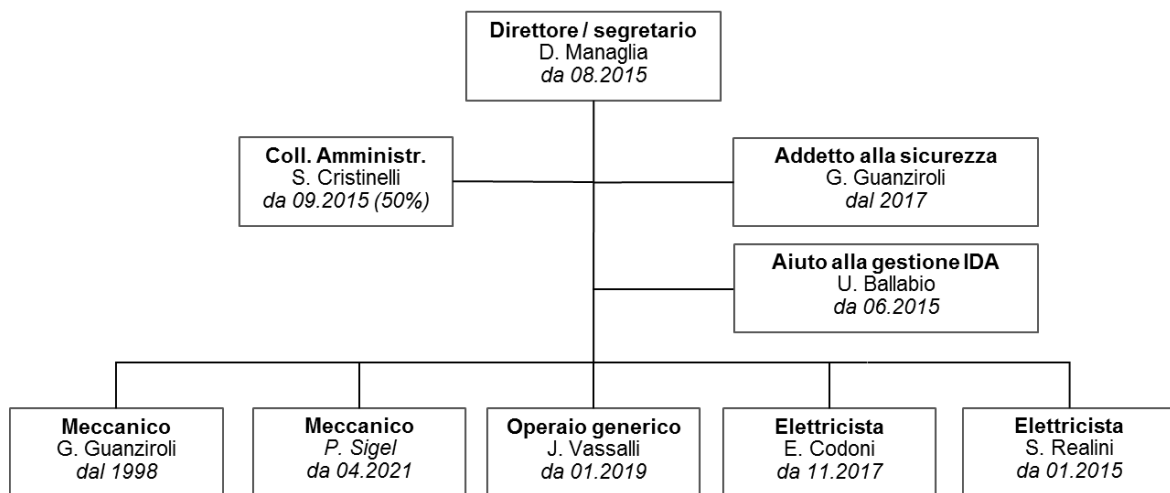 Direttore / segretario
D. Managlia
da 08.2015
Coll. Amministr.
S. Cristinelli
da 09.2015 (50%)
Addetto alla sicurezza
G. Guanziroli
dal 2017
Aiuto alla gestione IDA
U. Ballabio
da 06.2015
Meccanico
G. Guanziroli
dal 1998
Meccanico
P. Sigel
da 04.2021
Operaio generico
J. Vassalli
da 01.2019
Elettricista
E. Codoni
da 11.2017
Elettricista
S. Realini
da 01.2015